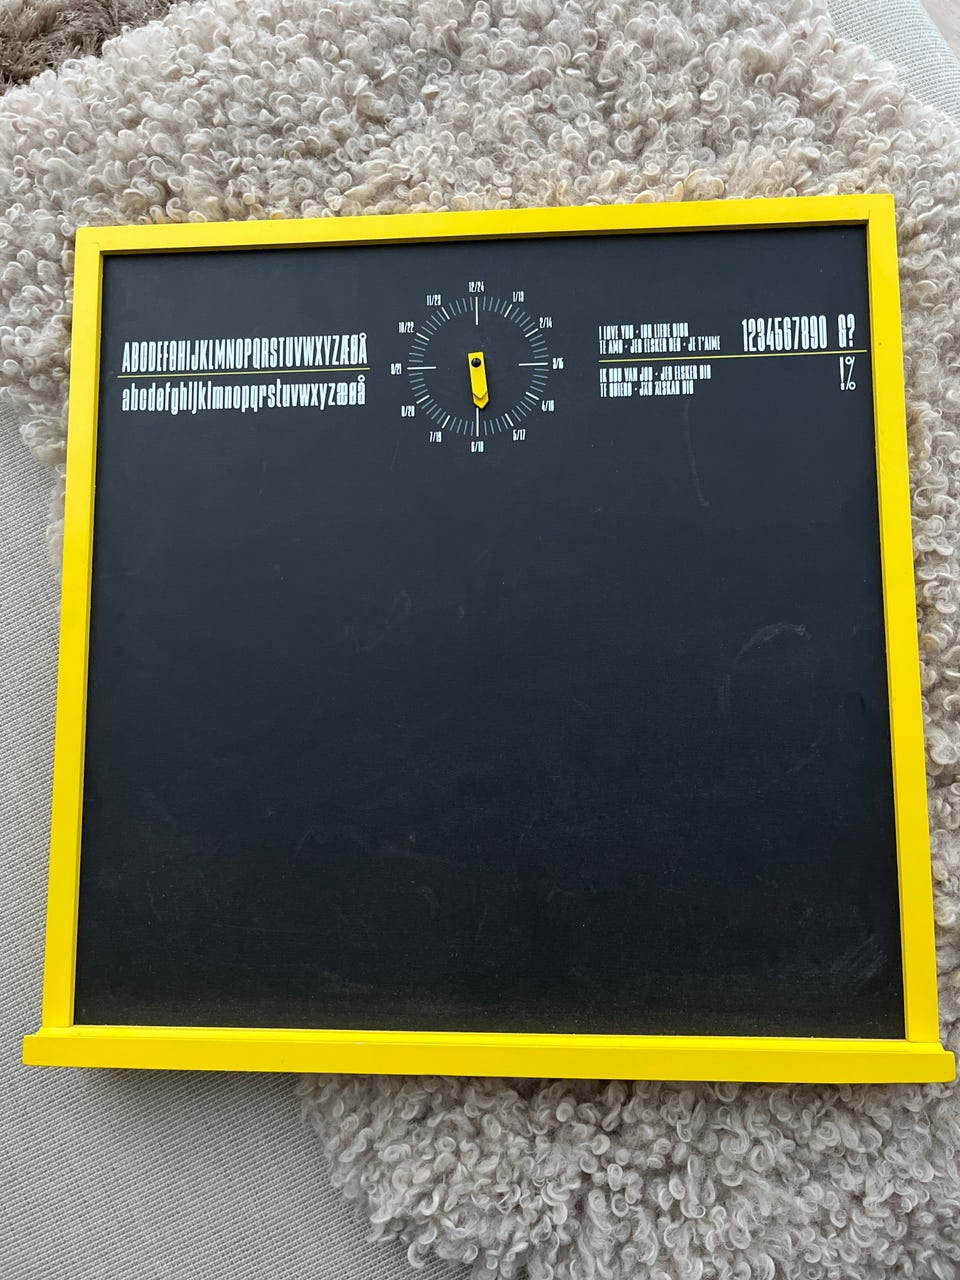 ABCDEFGHIJKLMNOPQRSTUVWXYZÆØÅ
abcdefghijklmnopqrstuvwxyzæøå
12/24
1/13
2/14
3/15
4/16
5/17
6/18
7/19
8/20
9/21
10/22
11/23
I LOVE YOU · ICH LIEBE DICH
TE AMO · JEG ELSKER DEG · JE T'AIME
IK HOU VAN JOU · JEG ELSKER DIG
TE QUIERO · JAG ÄLSKAR DIG
1234567890 &?
!%